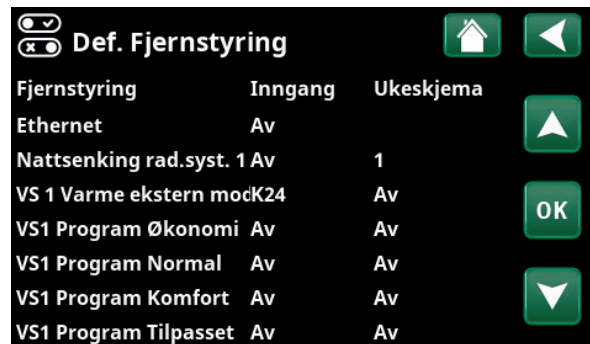 Def. Fjernstyring
Fjernstyring Inngang Ukeskjema
Ethernet Av
Nattsenking rad.syst. 1 Av 1
VS 1 Varme ekstern mod K24 Av
VS1 Program Økonomi Av Av
VS1 Program Normal Av Av
VS1 Program Komfort Av Av
VS1 Program Tilpasset Av Av
OK